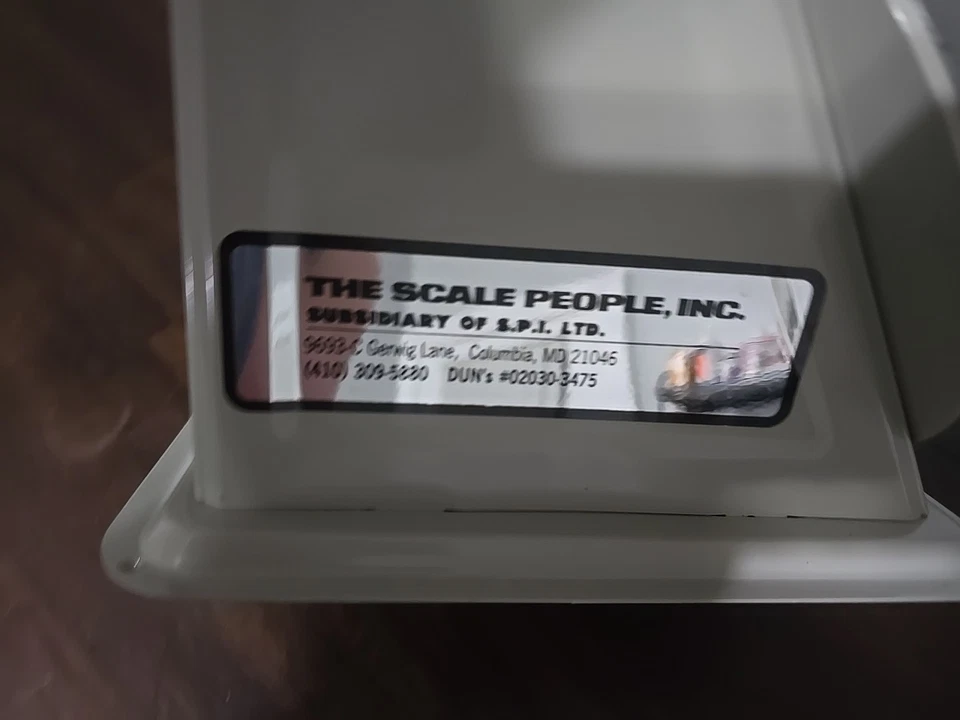 THE SCALE PEOPLE, INC.
SUBSIDIARY OF S.P.I. LTD.
9693-C Gerwig Lane, Columbia, MD 21046
(410) 309-5880 DUN's #02030-3475